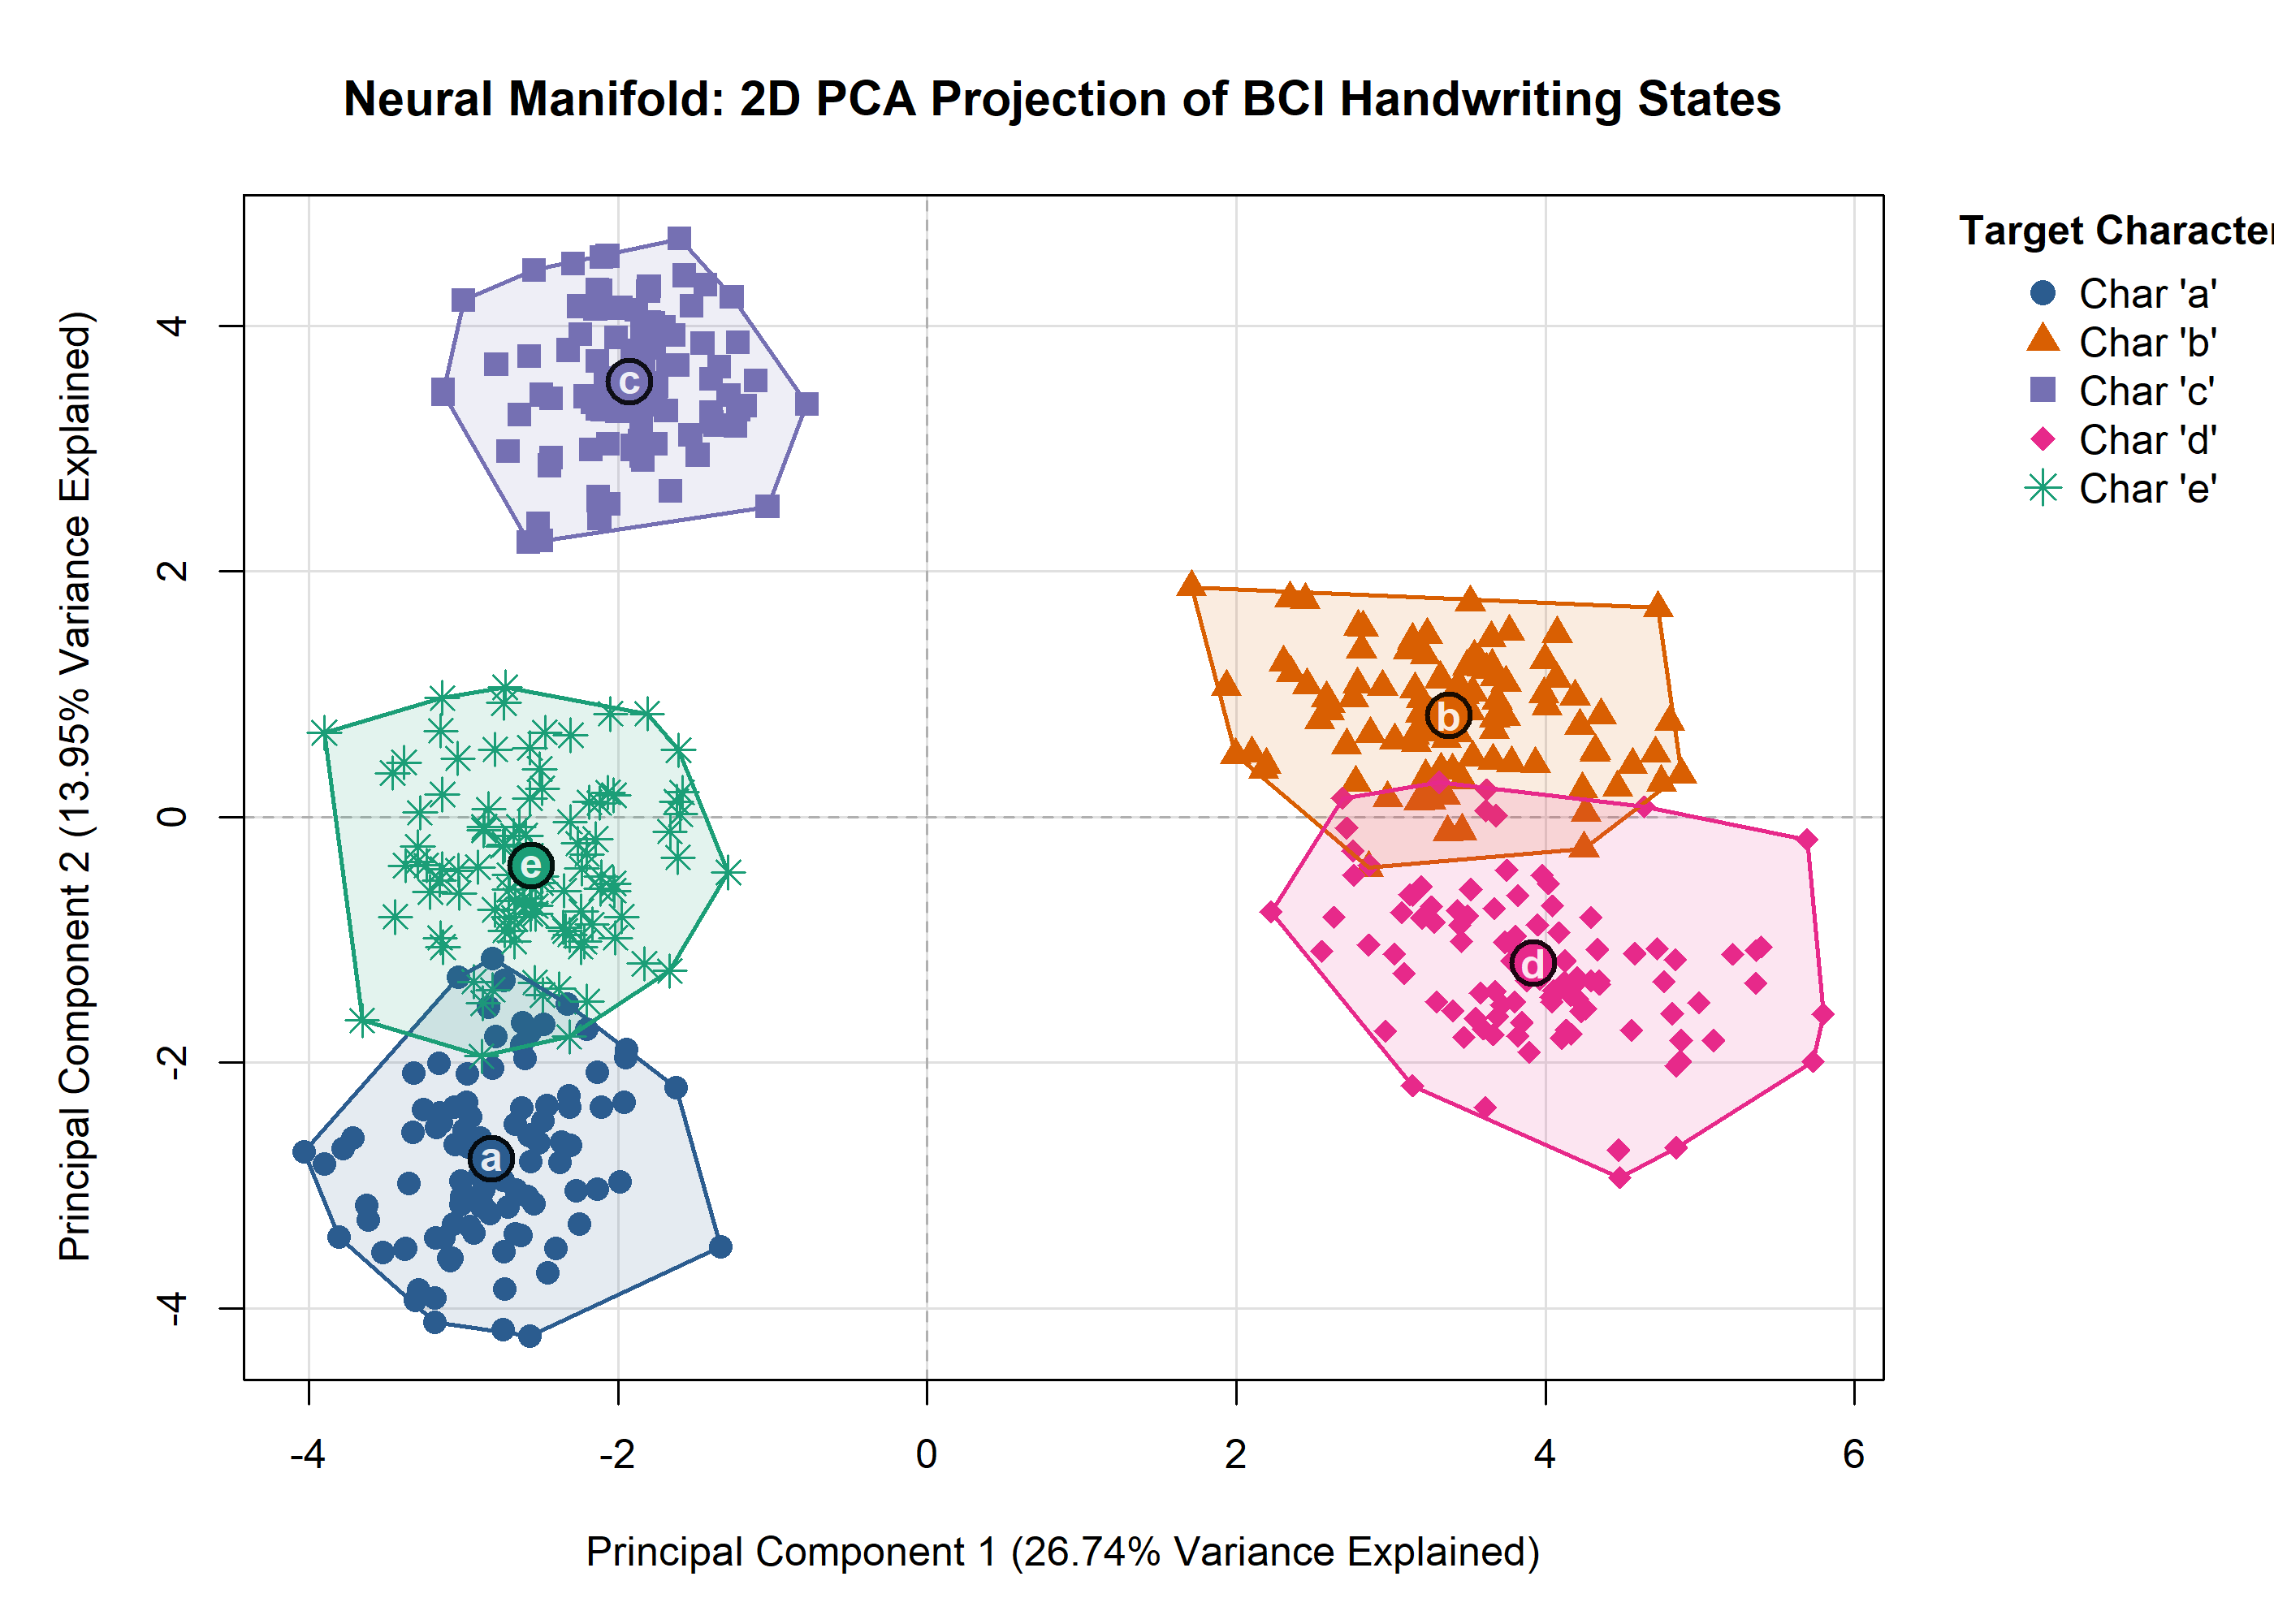 Neural Manifold: 2D PCA Projection of BCI Handwriting States
Principal Component 2 (13.95% Variance Explained)
4
2
0
-2
-4
c
b
e
d
a
-4 -2 0 2 4 6
Principal Component 1 (26.74% Variance Explained)
Target Character
Char 'a'
Char 'b'
Char 'c'
Char 'd'
Char 'e'